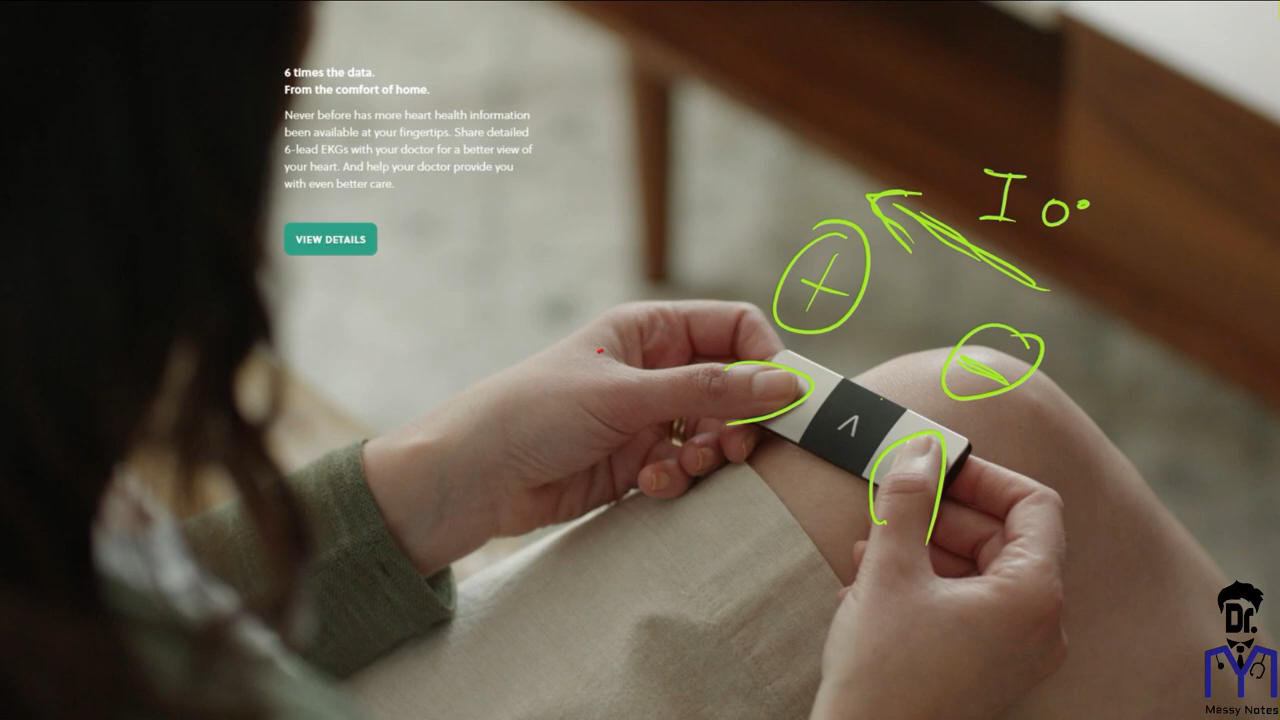 6 times the data.
From the comfort of home.
Never before has more heart health information
been available at your fingertips. Share detailed
6-lead EKGs with your doctor for a better view of
your heart. And help your doctor provide you
with even better care.
VIEW DETAILS
I 0°
+
-
Dr.
Messy Notes